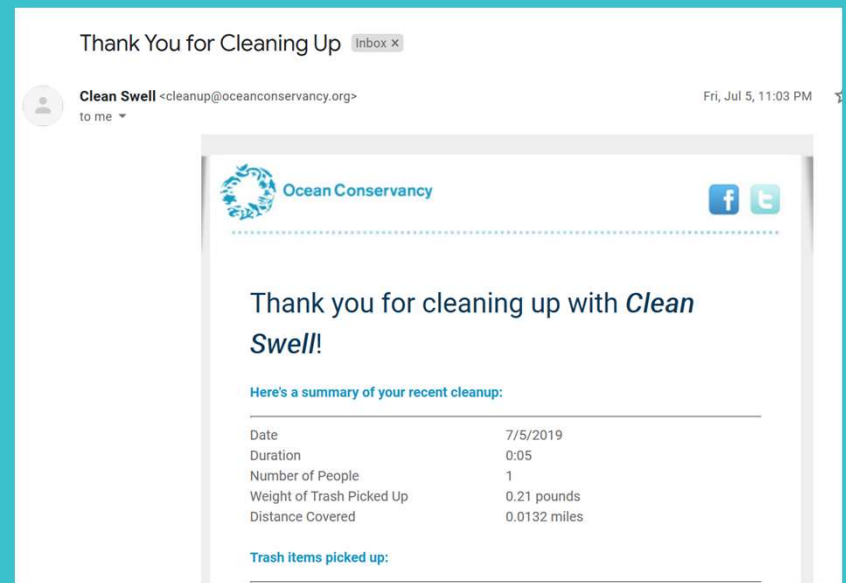 Thank You for Cleaning Up Inbox x
Clean Swell <cleanup@oceanconservancy.org> Fri, Jul 5, 11:03 PM
to me
Ocean Conservancy f t
Thank you for cleaning up with Clean
Swell!
Here's a summary of your recent cleanup:
Date 7/5/2019
Duration 0:05
Number of People 1
Weight of Trash Picked Up 0.21 pounds
Distance Covered 0.0132 miles
Trash items picked up: